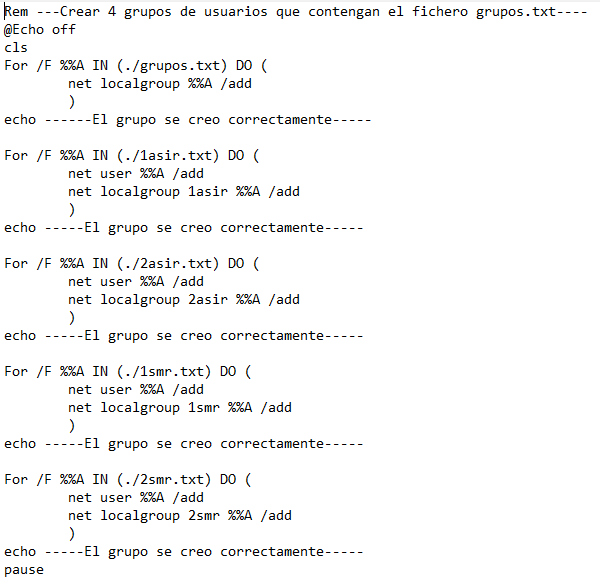 Rem ---Crear 4 grupos de usuarios que contengan el fichero grupos.txt----
@Echo off
cls
For /F %%A IN (./grupos.txt) DO (
        net localgroup %%A /add
        )
echo ------El grupo se creo correctamente-----

For /F %%A IN (./1asir.txt) DO (
        net user %%A /add
        net localgroup 1asir %%A /add
        )
echo -----El grupo se creo correctamente-----

For /F %%A IN (./2asir.txt) DO (
        net user %%A /add
        net localgroup 2asir %%A /add
        )
echo -----El grupo se creo correctamente-----

For /F %%A IN (./1smr.txt) DO (
        net user %%A /add
        net localgroup 1smr %%A /add
        )
echo -----El grupo se creo correctamente-----

For /F %%A IN (./2smr.txt) DO (
        net user %%A /add
        net localgroup 2smr %%A /add
        )
echo -----El grupo se creo correctamente-----
pause